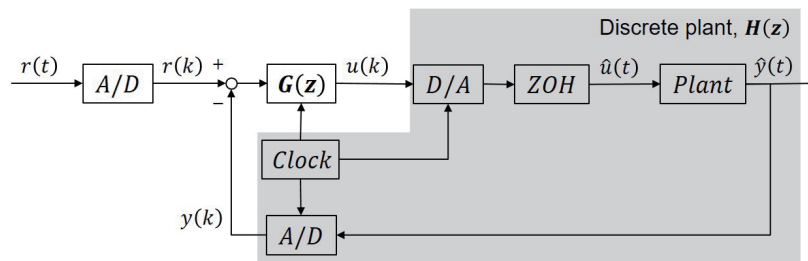 Discrete plant, H(z)
r(t) A/D r(k) + G(z) u(k) D/A ZOH û(t) Plant ŷ(t)
−
Clock
y(k) A/D